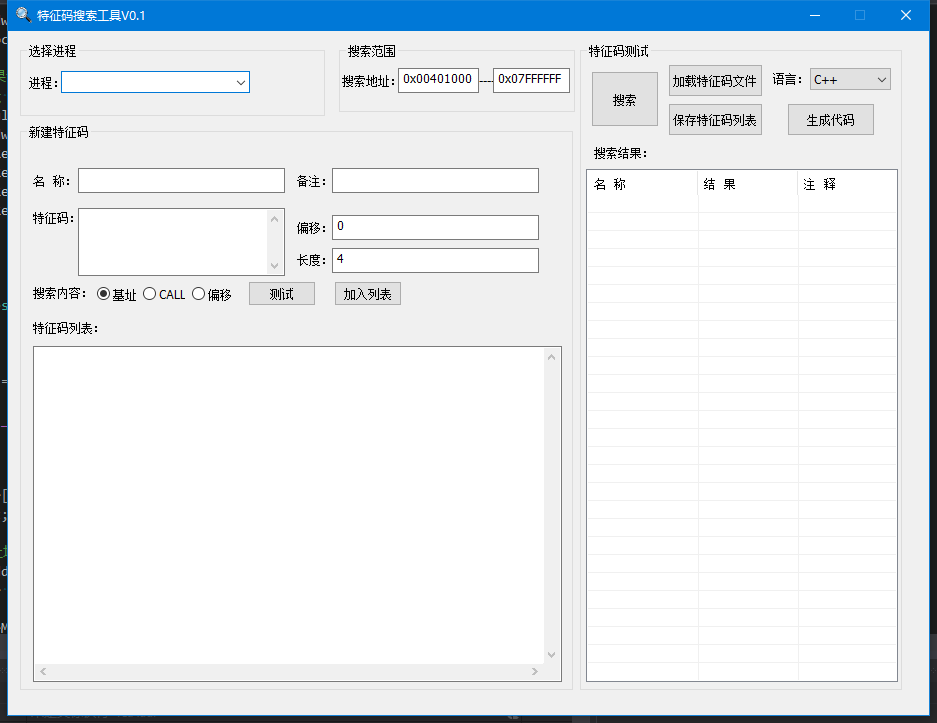 特征码搜索工具V0.1
选择进程
进程:
搜索范围
搜索地址: 0x00401000 ---- 0x07FFFFFF
新建特征码
名 称:
备注:
特征码:
偏移: 0
长度: 4
搜索内容: 基址 CALL 偏移 测试 加入列表
特征码列表:
特征码测试
搜索
加载特征码文件 语言: C++
保存特征码列表 生成代码
搜索结果:
名 称 结 果 注 释